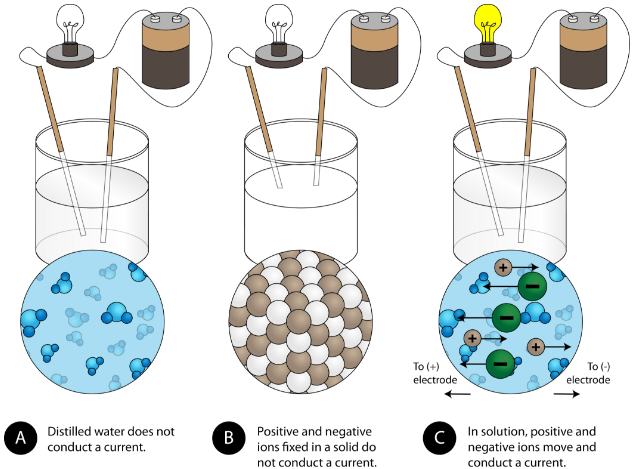 +
−
−
+
+
−
To (+)
electrode
To (-)
electrode
A
Distilled water does not
conduct a current.
B
Positive and negative
ions fixed in a solid do
not conduct a current.
C
In solution, positive and
negative ions move and
conduct a current.